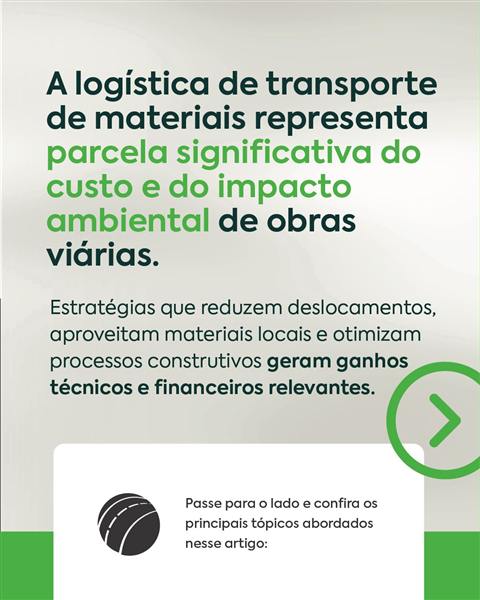 A logística de transporte
de materiais representa
parcela significativa do
custo e do impacto
ambiental de obras
viárias.
Estratégias que reduzem deslocamentos,
aproveitam materiais locais e otimizam
processos construtivos geram ganhos
técnicos e financeiros relevantes.
Passe para o lado e confira os
principais tópicos abordados
nesse artigo: